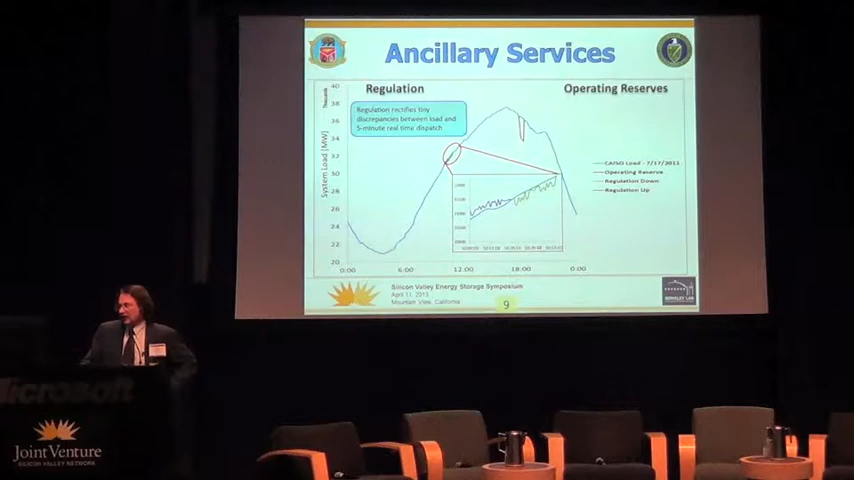 Ancillary Services
Regulation
Operating Reserves
Regulation rectifies tiny
discrepancies between load and
5-minute real time dispatch
Thousands
System Load [MW]
40
38
36
34
32
30
28
26
24
22
20
0:00
6:00
12:00
18:00
0:00
CAISO Load - 7/17/2011
Operating Reserve
Regulation Down
Regulation Up
Silicon Valley Energy Storage Symposium
April 11, 2013
Mountain View, California
9
BERKELEY LAB
Microsoft
Joint Venture
SILICON VALLEY NETWORK